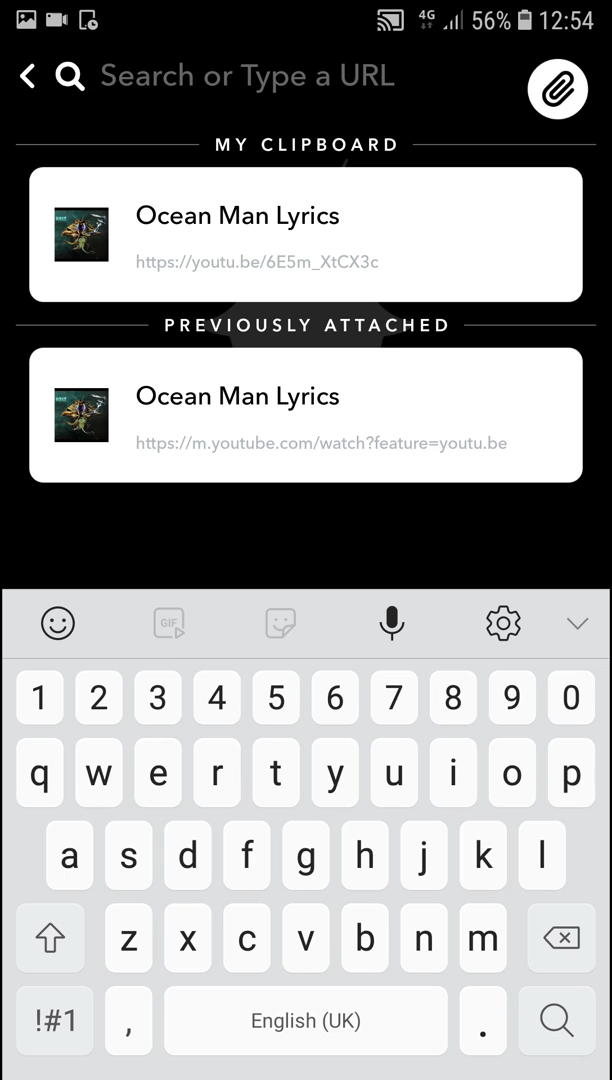 4G 56% 12:54
Search or Type a URL
MY CLIPBOARD
Ocean Man Lyrics
https://youtu.be/6E5m_XtCX3c
PREVIOUSLY ATTACHED
Ocean Man Lyrics
https://m.youtube.com/watch?feature=youtu.be
GIF
1 2 3 4 5 6 7 8 9 0
q w e r t y u i o p
a s d f g h j k l
z x c v b n m
!#1 , English (UK) .